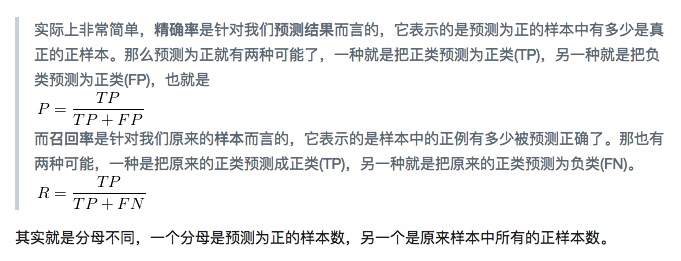 实际上非常简单，精确率是针对我们预测结果而言的，它表示的是预测为正的样本中有多少是真
正的正样本。那么预测为正就有两种可能了，一种就是把正类预测为正类(TP)，另一种就是把负
类预测为正类(FP)，也就是
P = \frac{TP}{TP + FP}
而召回率是针对我们原来的样本而言的，它表示的是样本中的正例有多少被预测正确了。那也有
两种可能，一种是把原来的正类预测成正类(TP)，另一种就是把原来的正类预测为负类(FN)。
R = \frac{TP}{TP + FN}
其实就是分母不同，一个分母是预测为正的样本数，另一个是原来样本中所有的正样本数。